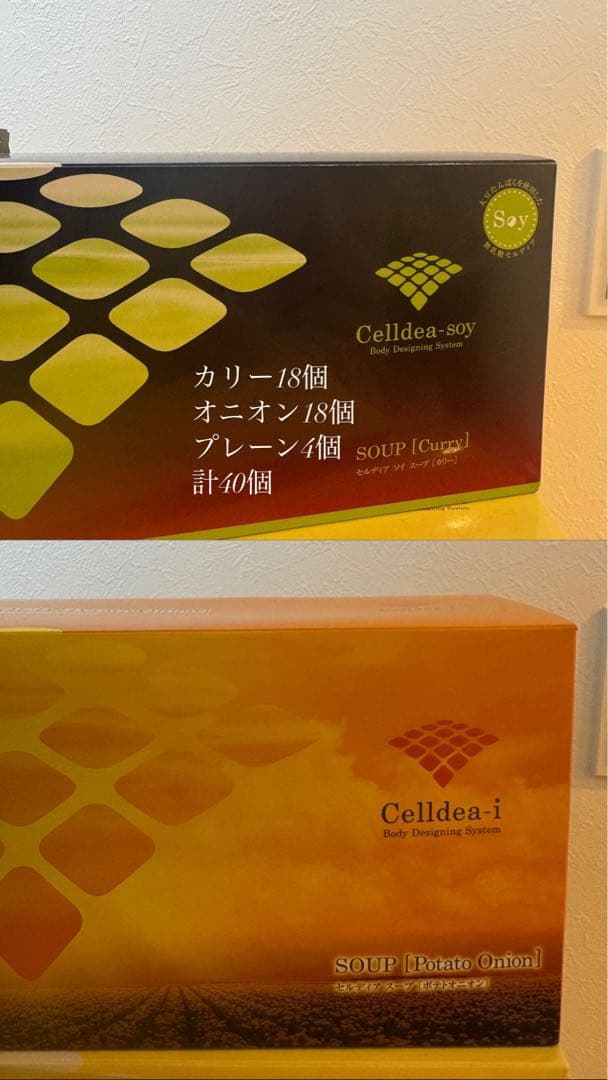 大豆たんぱくを使用した
Soy
無乳糖セルディア
Celldea-soy
Body Designing System
カリー18個
オニオン18個
プレーン4個
計40個
SOUP [Curry]
セルディア ソイ スープ [カリー]
Celldea-i
Body Designing System
SOUP [Potato Onion]
セルディア スープ [ポテトオニオン]